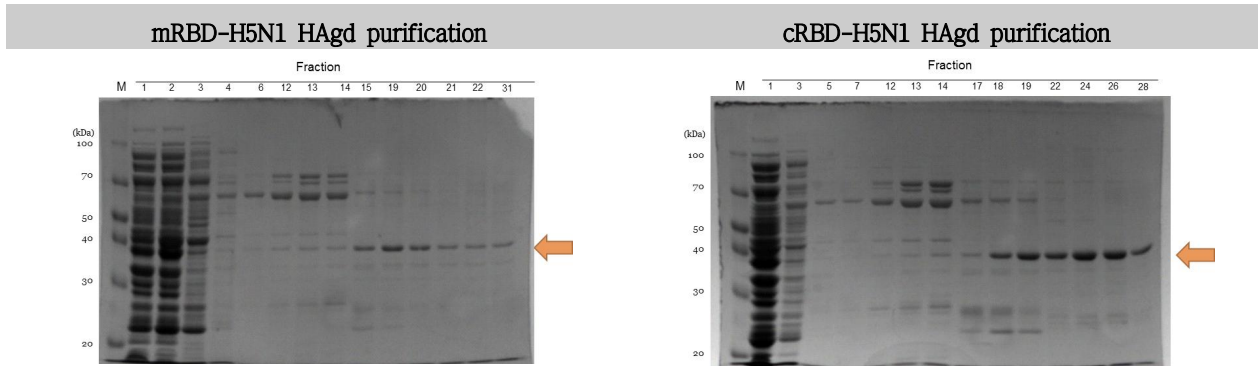 mRBD-H5N1 HAgd purification
Fraction
M 1 2 3 4 6 12 13 14 15 19 20 21 22 31
(kDa)
100
70
50
40
30
20
cRBD-H5N1 HAgd purification
Fraction
M 1 3 5 7 12 13 14 17 18 19 22 24 26 28
(kDa)
100
70
50
40
30
20